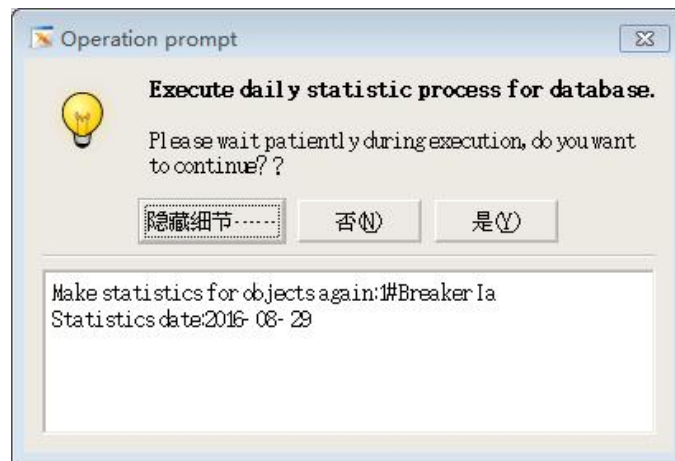 Operation prompt
Execute daily statistic process for database.
Please wait patiently during execution, do you want
to continue??
隐藏细节······
否(N)
是(Y)
Make statistics for objects again:1#Breaker Ia
Statistics date:2016-08-29